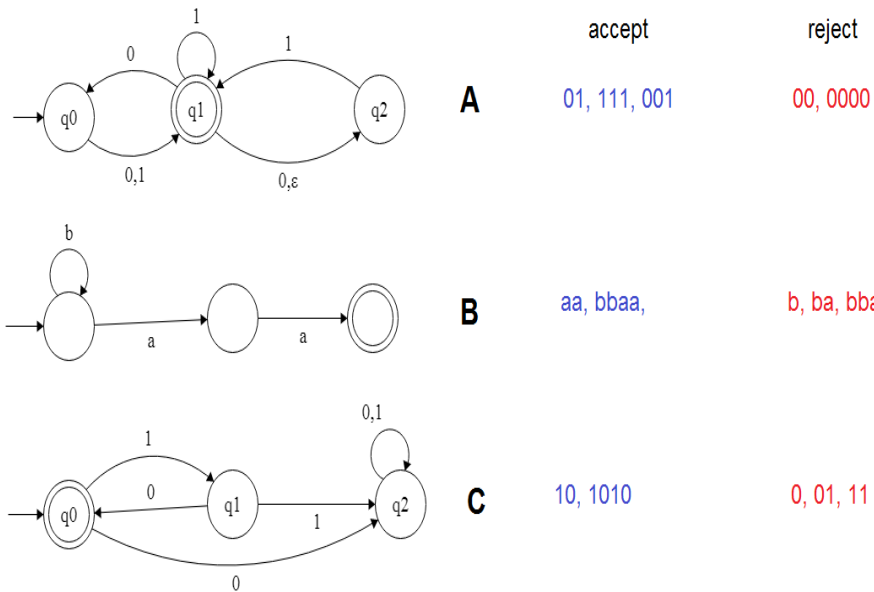 accept reject
1
0
1
q0 q1 q2
A 01, 111, 001 00, 0000
0,1
0,ε
b
B aa, bbaa, b, ba, bba
a
a
0,1
1
0
q0 q1 q2
C 10, 1010 0, 01, 11
1
0